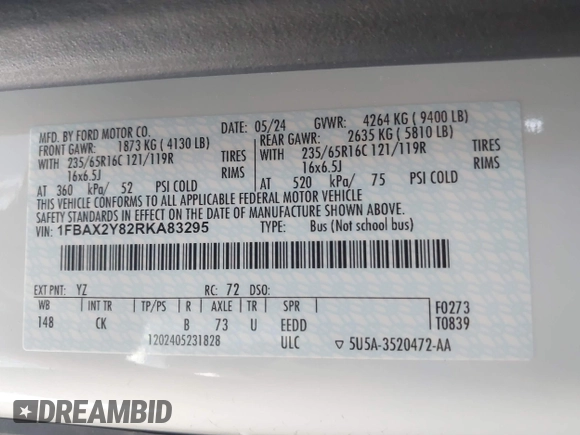 MFD. BY FORD MOTOR CO. DATE: 05/24 GVWR: 4264 KG ( 9400 LB)
FRONT GAWR: 1873 KG ( 4130 LB) REAR GAWR: 2635 KG ( 5810 LB)
WITH 235/65R16C 121/119R TIRES WITH 235/65R16C 121/119R TIRES
16x6.5J RIMS 16x6.5J RIMS
AT 360 kPa/ 52 PSI COLD AT 520 kPa/ 75 PSI COLD
THIS VEHICLE CONFORMS TO ALL APPLICABLE FEDERAL MOTOR VEHICLE
SAFETY STANDARDS IN EFFECT ON THE DATE OF MANUFACTURE SHOWN ABOVE.
VIN: 1FBAX2Y82RKA83295 TYPE: Bus (Not school bus)
EXT PNT: YZ RC: 72 DSO:
WB INT TR TP/PS R AXLE TR SPR F0273
148 CK B 73 U EEDD T0839
1202405231828 ULC ▽ 5U5A-3520472-AA
DREAMBID